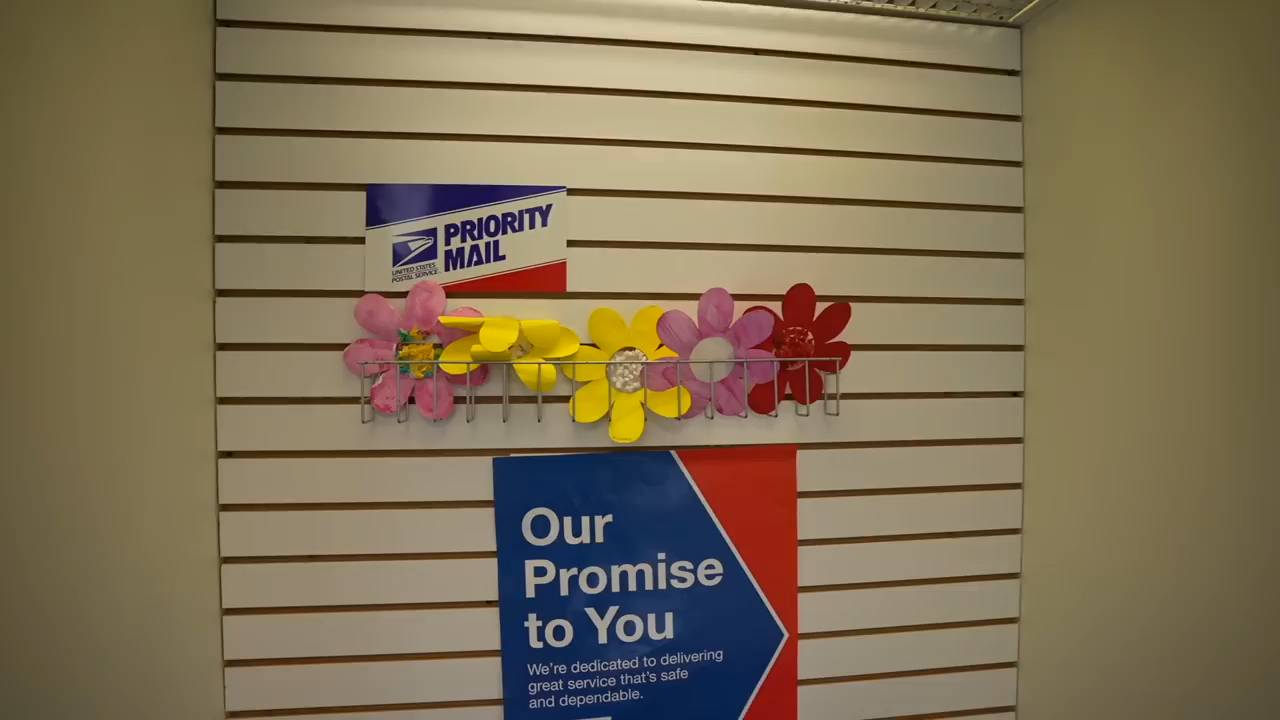 PRIORITY
MAIL
UNITED STATES
POSTAL SERVICE
Our
Promise
to You
We're dedicated to delivering
great service that's safe
and dependable.